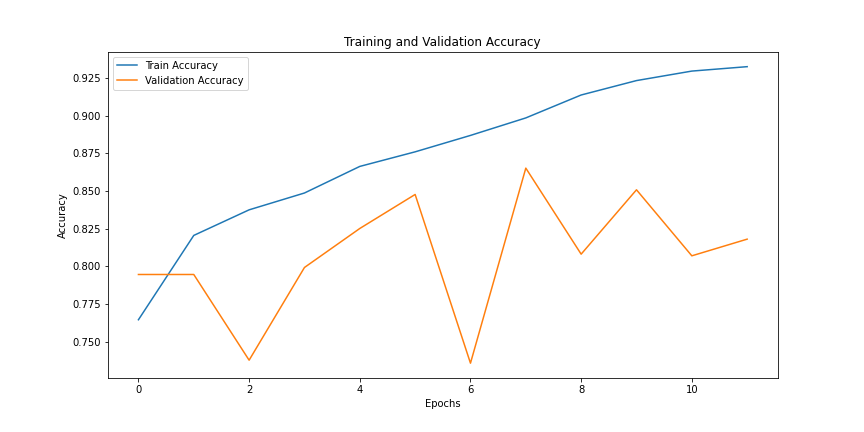 Training and Validation Accuracy
Train Accuracy
Validation Accuracy
0.925
0.900
0.875
0.850
0.825
0.800
0.775
0.750
Accuracy
0 2 4 6 8 10
Epochs